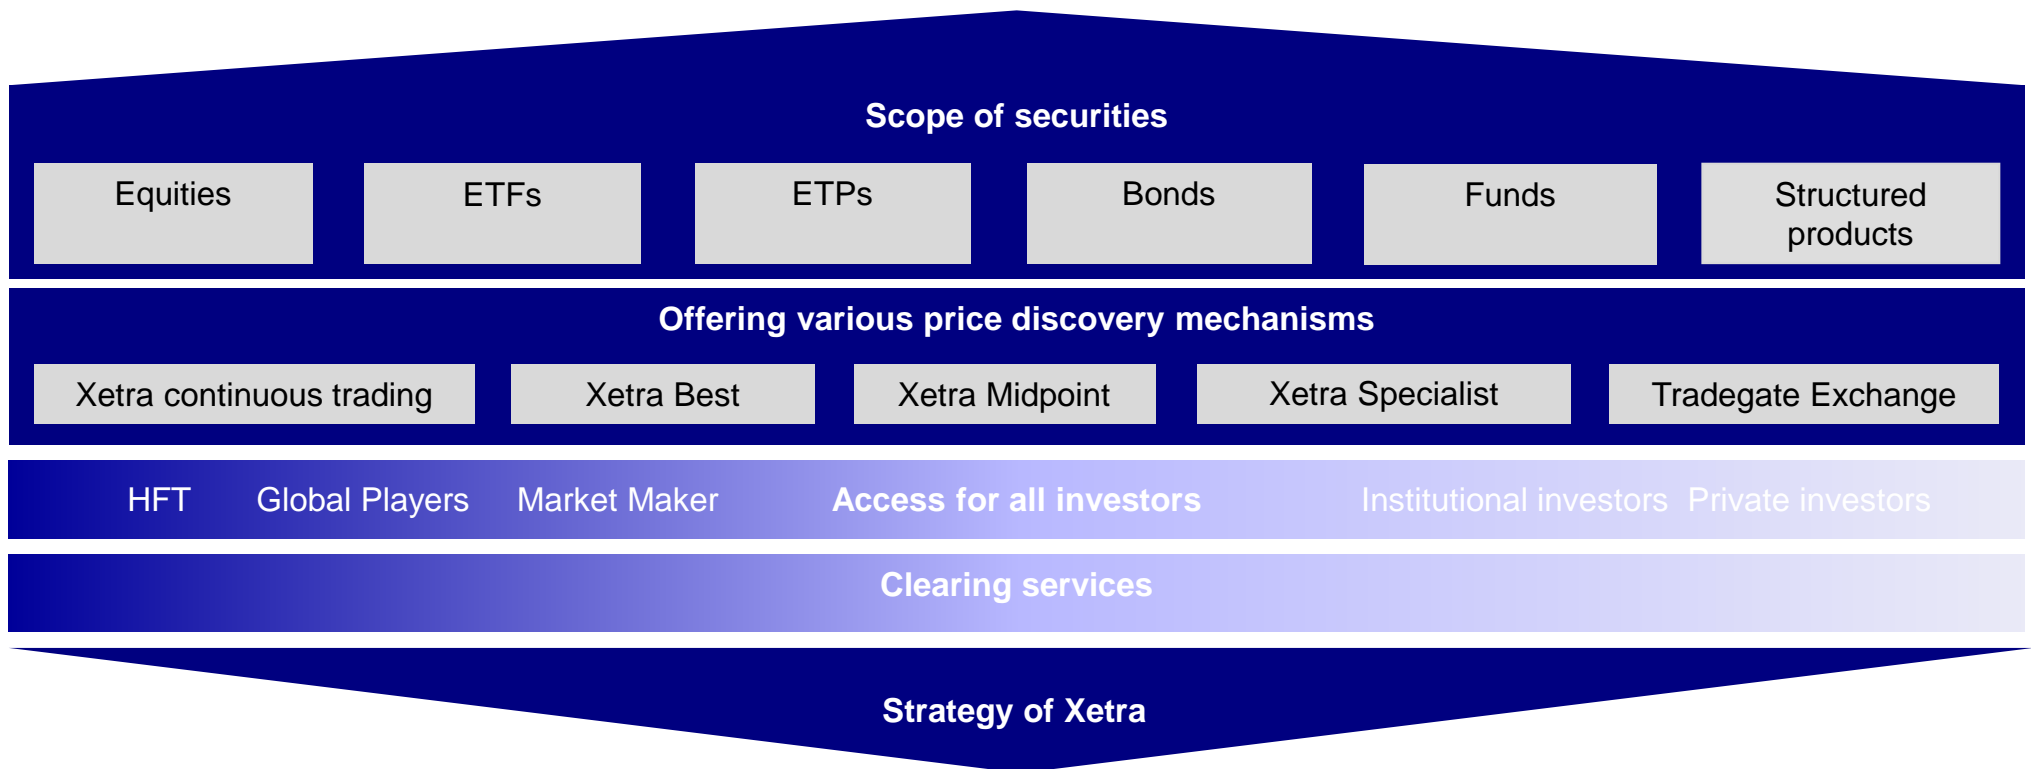 Scope of securities
Equities
ETFs
ETPs
Bonds
Funds
Structured
products
Offering various price discovery mechanisms
Xetra continuous trading
Xetra Best
Xetra Midpoint
Xetra Specialist
Tradegate Exchange
HFT
Global Players
Market Maker
Access for all investors
Institutional investors
Private investors
Clearing services
Strategy of Xetra